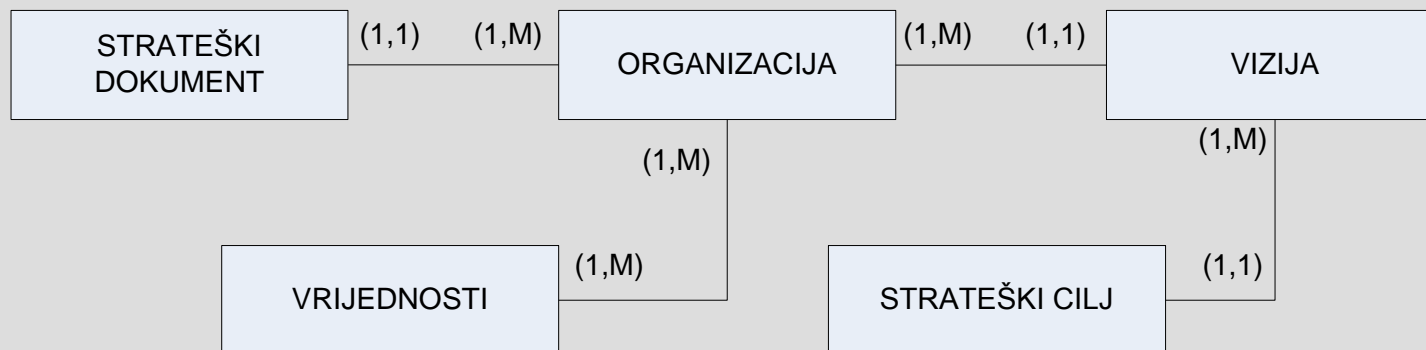 STRATEŠKI
DOKUMENT
(1,1)
(1,M)
ORGANIZACIJA
(1,M)
(1,1)
VIZIJA
(1,M)
(1,M)
VRIJEDNOSTI
(1,M)
STRATEŠKI CILJ
(1,1)